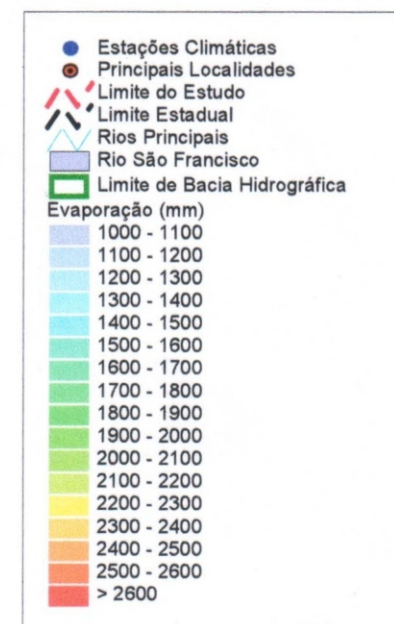 Estações Climáticas
Principais Localidades
Limite do Estudo
Limite Estadual
Rios Principais
Rio São Francisco
Limite de Bacia Hidrográfica
Evaporação (mm)
1000 - 1100
1100 - 1200
1200 - 1300
1300 - 1400
1400 - 1500
1500 - 1600
1600 - 1700
1700 - 1800
1800 - 1900
1900 - 2000
2000 - 2100
2100 - 2200
2200 - 2300
2300 - 2400
2400 - 2500
2500 - 2600
> 2600